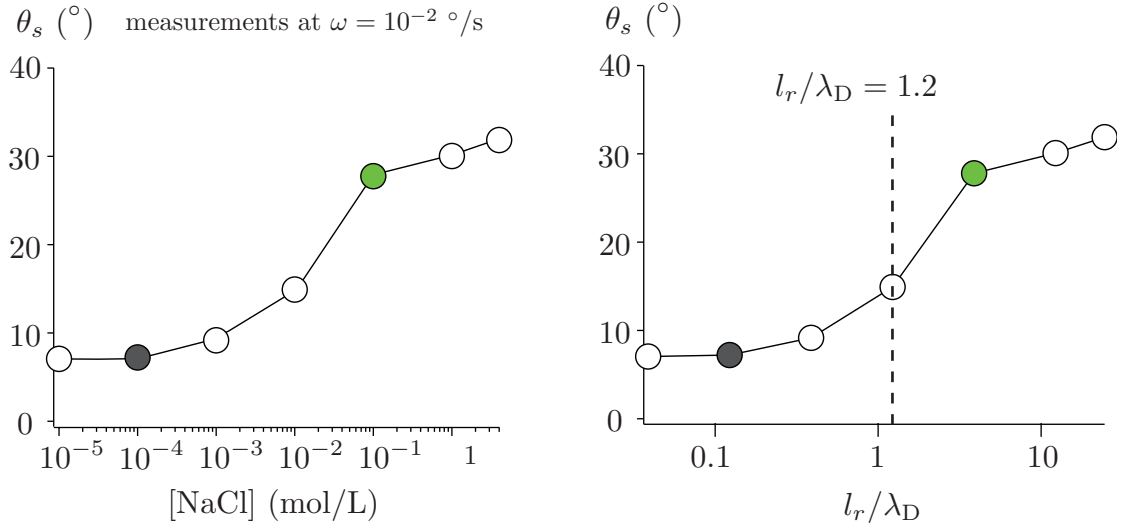 θ_s (°) measurements at ω = 10⁻² °/s
40
30
20
10
0
10⁻⁵ 10⁻⁴ 10⁻³ 10⁻² 10⁻¹ 1
[NaCl] (mol/L)
θ_s (°)
l_r/λ_D = 1.2
40
30
20
10
0
0.1 1 10
l_r/λ_D